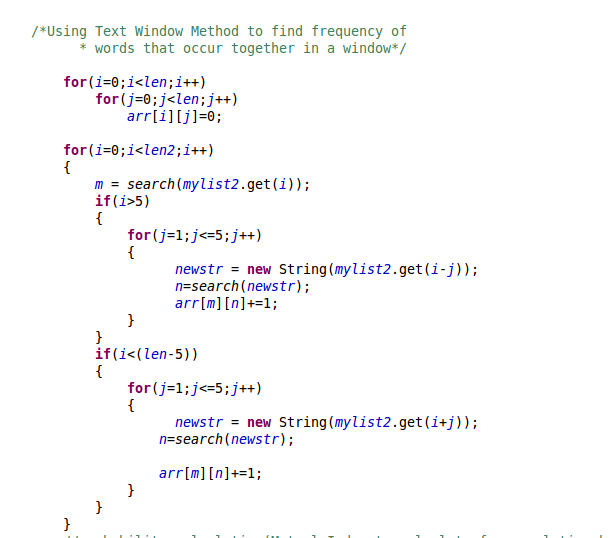 /*Using Text Window Method to find frequency of
* words that occur together in a window*/
for(i=0;i<len;i++)
for(j=0;j<len;j++)
arr[i][j]=0;
for(i=0;i<len2;i++)
{
m = search(mylist2.get(i));
if(i>5)
{
for(j=1;j<=5;j++)
{
newstr = new String(mylist2.get(i-j));
n=search(newstr);
arr[m][n]+=1;
}
}
if(i<(len-5))
{
for(j=1;j<=5;j++)
{
newstr = new String(mylist2.get(i+j));
n=search(newstr);
arr[m][n]+=1;
}
}
}